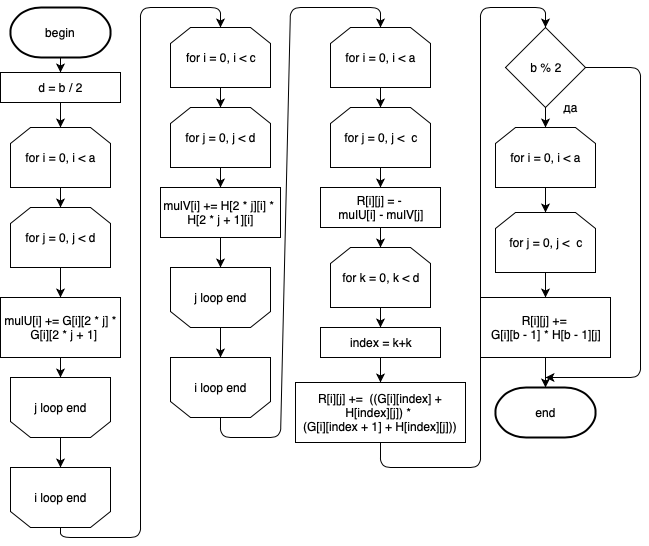 begin
d = b / 2
for i = 0, i < a
for j = 0, j < d
mulU[i] += G[i][2 * j] *
G[i][2 * j + 1]
j loop end
i loop end
for i = 0, i < c
for j = 0, j < d
mulV[i] += H[2 * j][i] *
H[2 * j + 1][i]
j loop end
i loop end
for i = 0, i < a
for j = 0, j <  c
R[i][j] = -
mulU[i] - mulV[j]
for k = 0, k < d
index = k+k
R[i][j] +=  ((G[i][index] +
H[index][j]) *
(G[i][index + 1] + H[index][j]))
b % 2
да
for i = 0, i < a
for j = 0, j <  c
R[i][j] +=
G[i][b - 1] * H[b - 1][j]
end